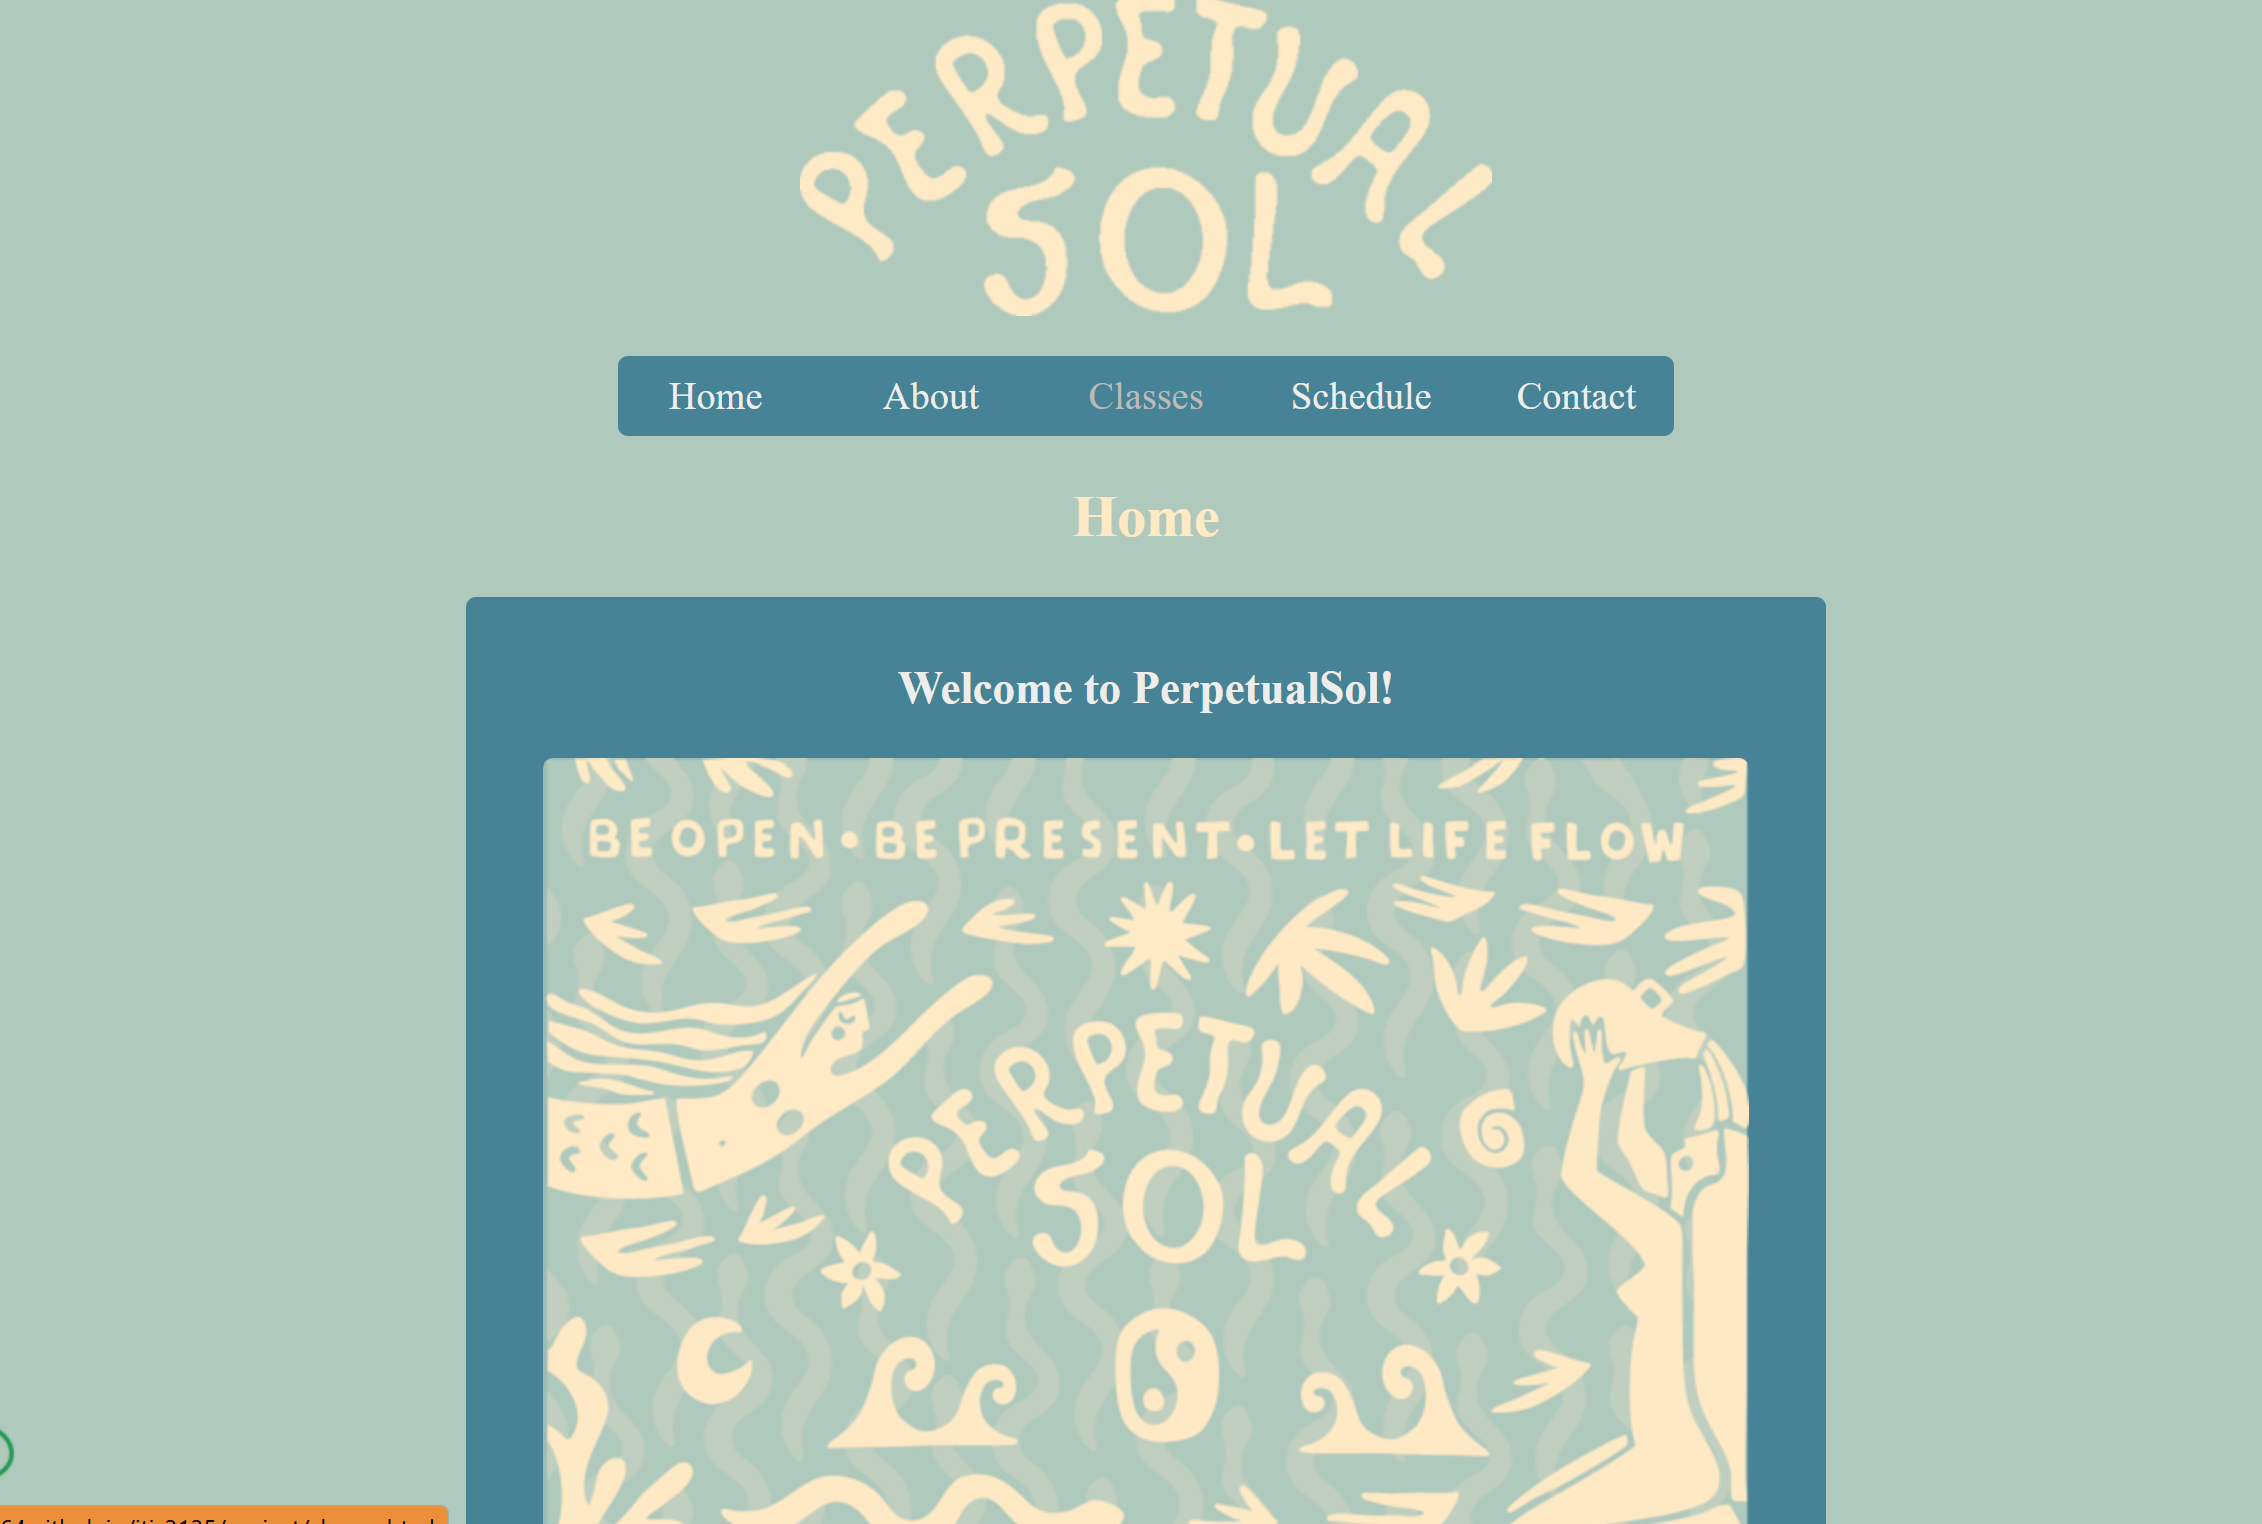 PERPETUAL
SOL
Home About Classes Schedule Contact
Home
Welcome to PerpetualSol!
BE OPEN • BE PRESENT • LET LIFE FLOW
PERPETUAL
SOL